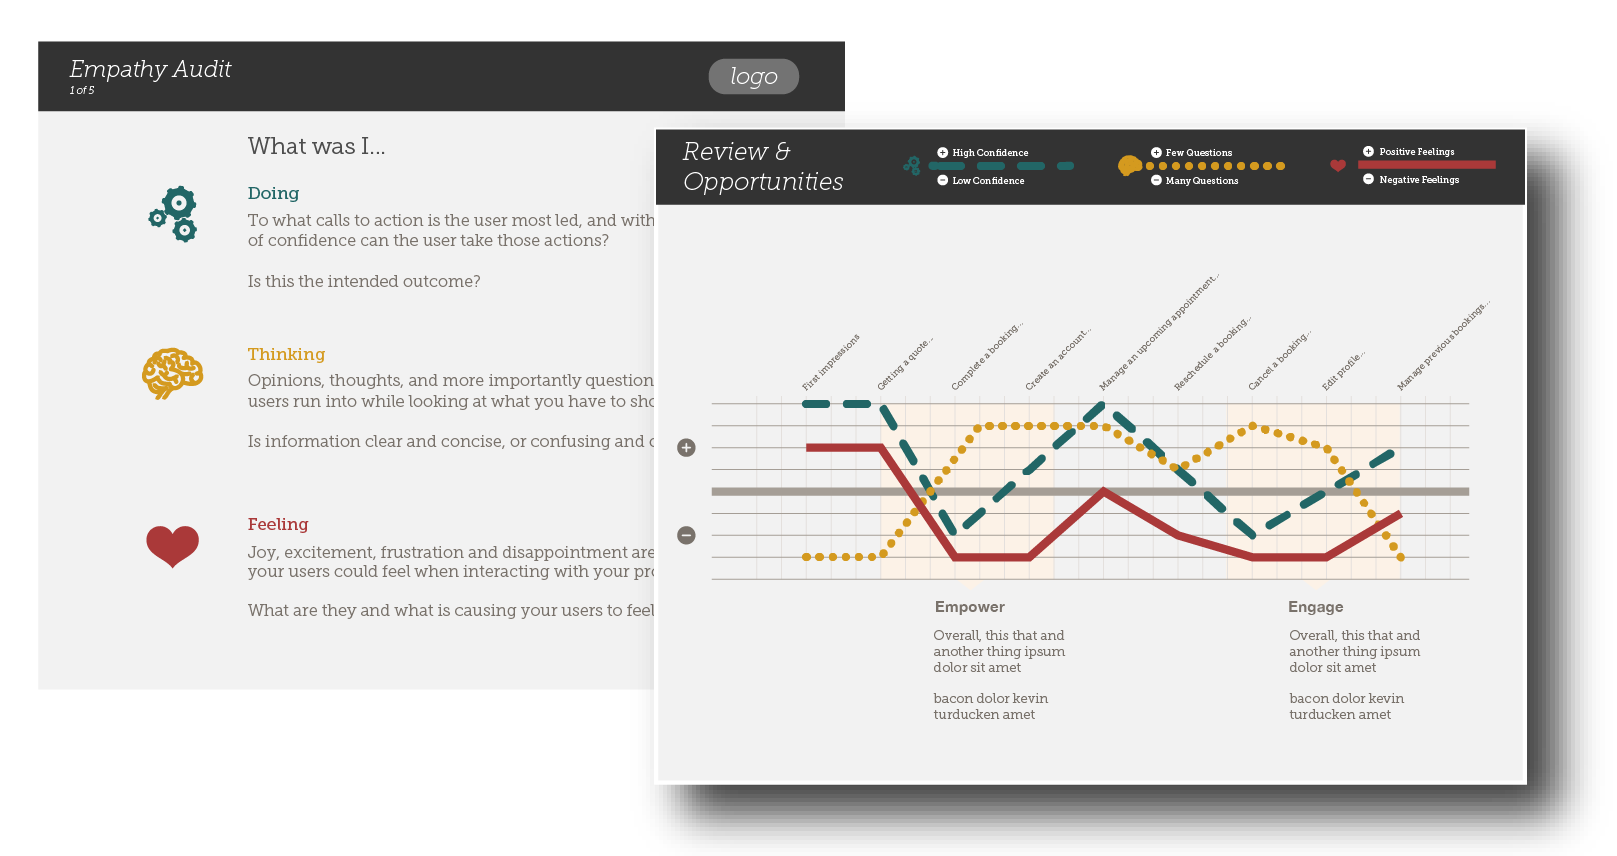 Empathy Audit
1 of 5
logo
What was I...
Doing
To what calls to action is the user most led, and with
of confidence can the user take those actions?
Is this the intended outcome?
Thinking
Opinions, thoughts, and more importantly question
users run into while looking at what you have to sho
Is information clear and concise, or confusing and
Feeling
Joy, excitement, frustration and disappointment are
your users could feel when interacting with your pro
What are they and what is causing your users to feel
Review &
Opportunities
+ High Confidence
− Low Confidence
+ Few Questions
− Many Questions
+ Positive Feelings
− Negative Feelings
First impressions
Getting a quote...
Complete a booking...
Create an account...
Manage an upcoming appointment...
Reschedule a booking...
Cancel a booking...
Edit profile...
Manage previous bookings...
+
−
Empower
Overall, this that and
another thing ipsum
dolor sit amet
bacon dolor kevin
turducken amet
Engage
Overall, this that and
another thing ipsum
dolor sit amet
bacon dolor kevin
turducken amet